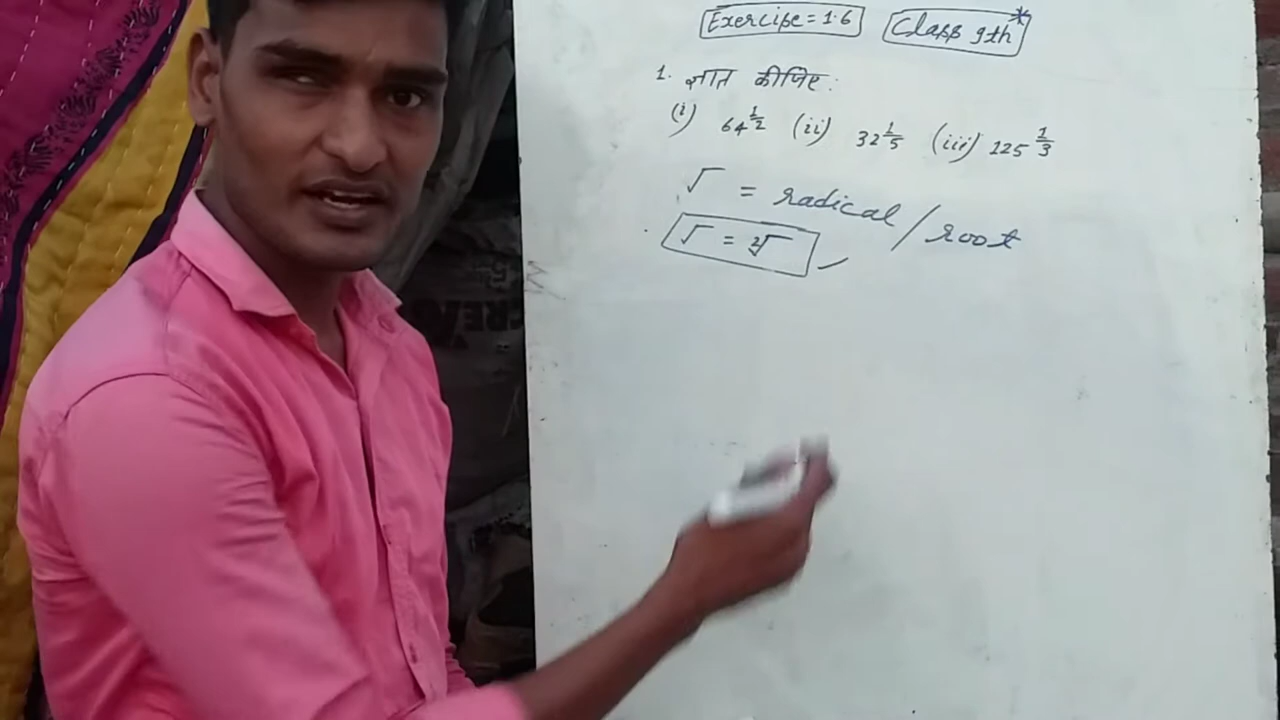 Exercise = 1.6 Class 9th*
1. ज्ञात कीजिए :
(i) 64^1/2 (ii) 32^1/5 (iii) 125^1/3
√ = radical / root
√ = ²√
CREA